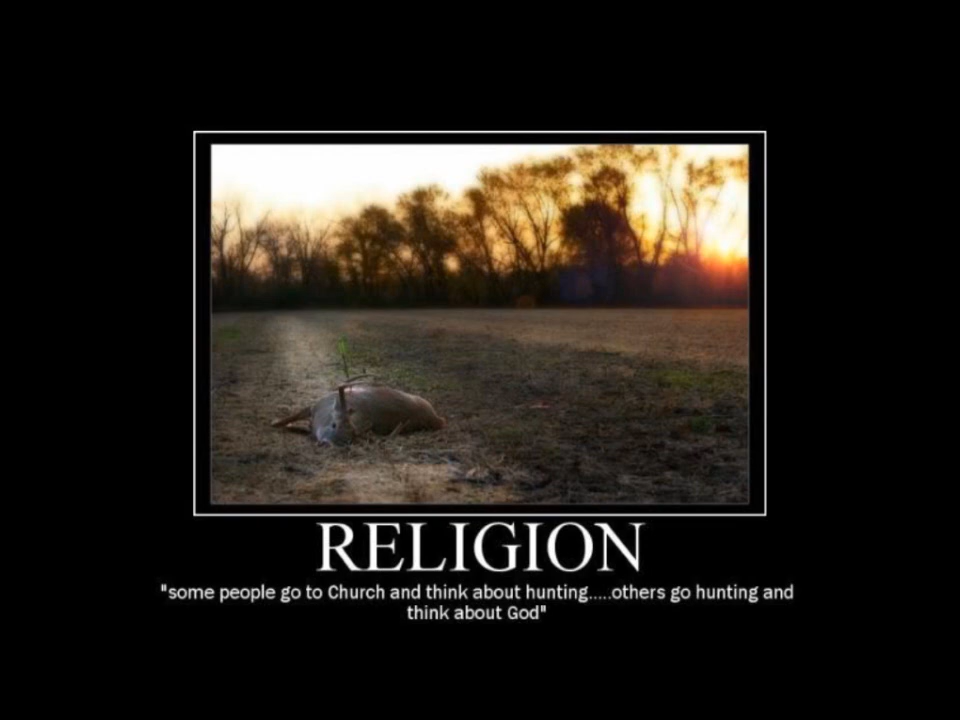 RELIGION
"some people go to Church and think about hunting.....others go hunting and
think about God"